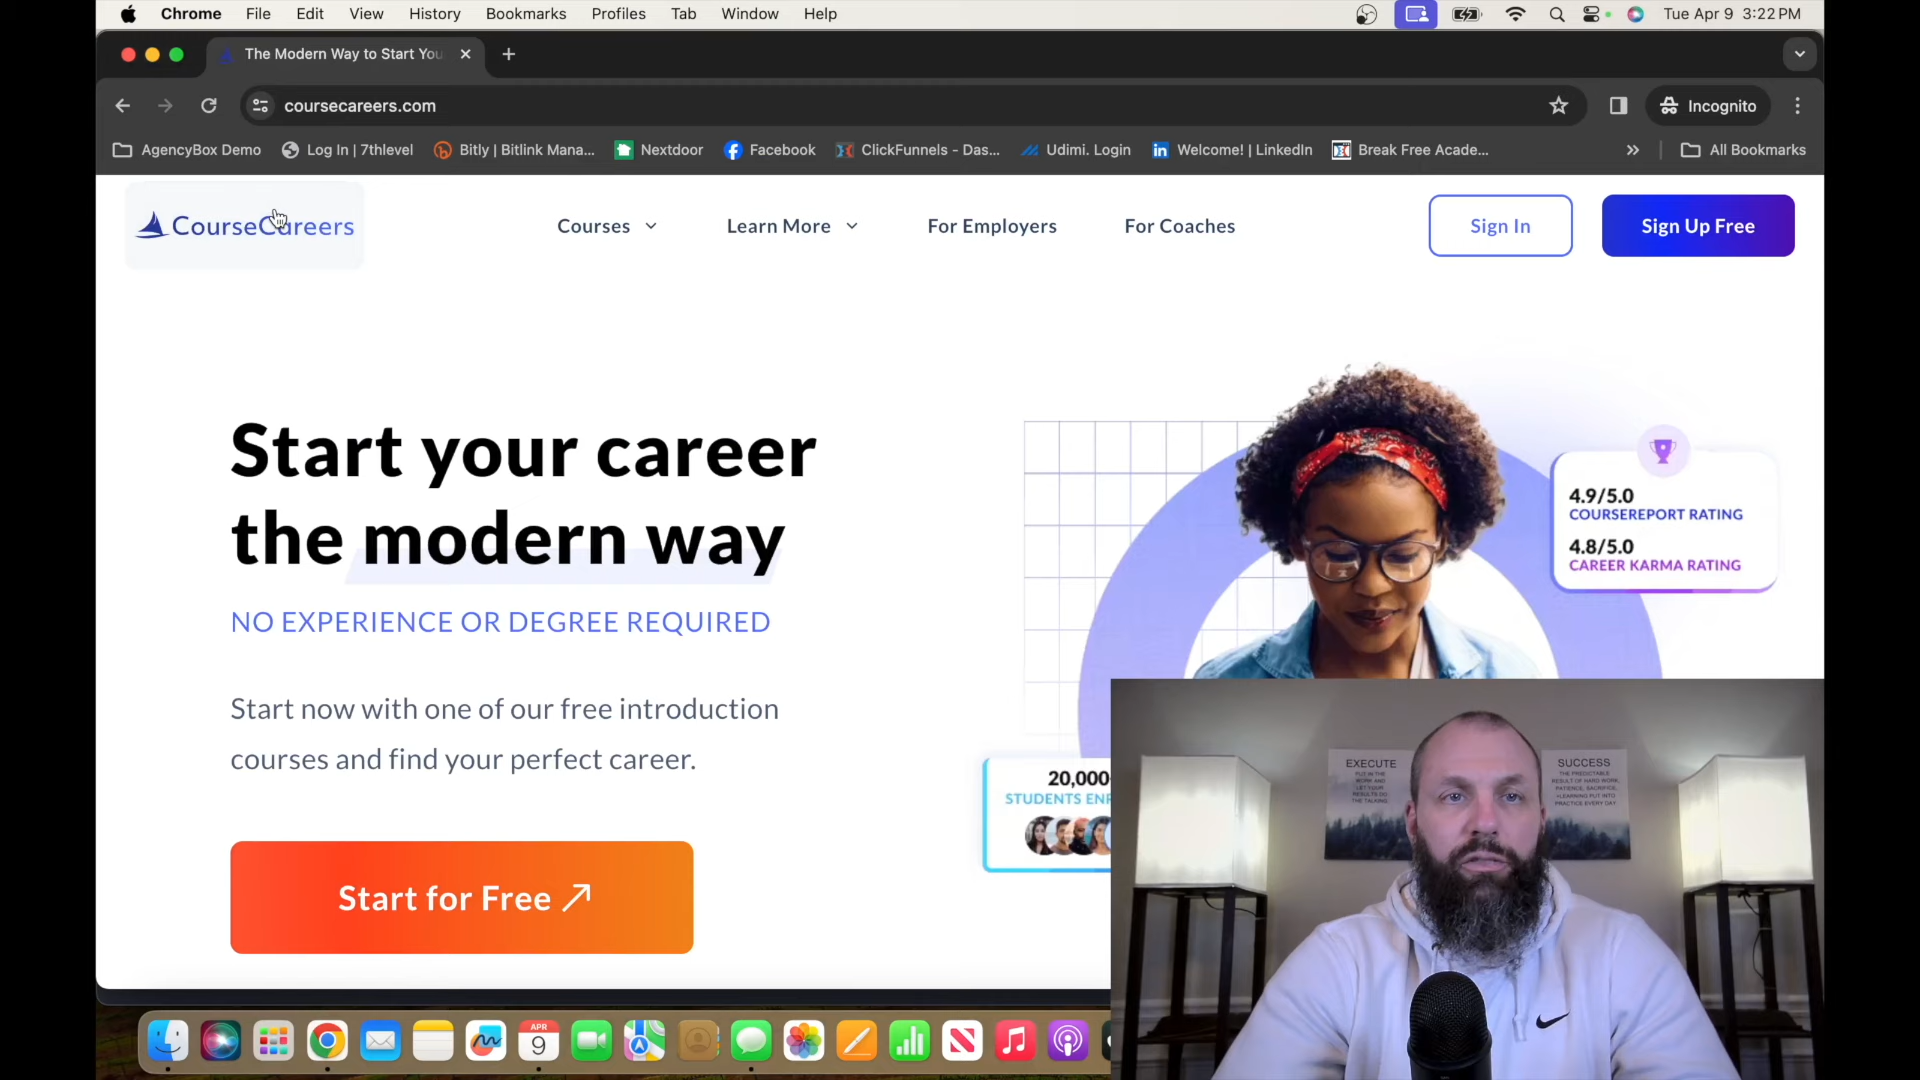 Chrome File Edit View History Bookmarks Profiles Tab Window Help Tue Apr 9 3:22 PM
The Modern Way to Start You
coursecareers.com Incognito
AgencyBox Demo Log In | 7thlevel Bitly | Bitlink Mana... Nextdoor Facebook ClickFunnels - Das... Udimi. Login Welcome! | LinkedIn Break Free Acade... All Bookmarks
CourseCareers Courses Learn More For Employers For Coaches Sign In Sign Up Free
Start your career
the modern way
NO EXPERIENCE OR DEGREE REQUIRED
Start now with one of our free introduction
courses and find your perfect career.
Start for Free
4.9/5.0
COURSEREPORT RATING
4.8/5.0
CAREER KARMA RATING
20,000
STUDENTS ENR
EXECUTE
PUT IN THE
WORK AND
LET YOUR
RESULTS DO
THE TALKING.
SUCCESS
THE PREDICTABLE
RESULT OF HARD WORK,
PATIENCE, SACRIFICE,
+LEARNING PUT INTO
PRACTICE EVERY DAY.
APR
9